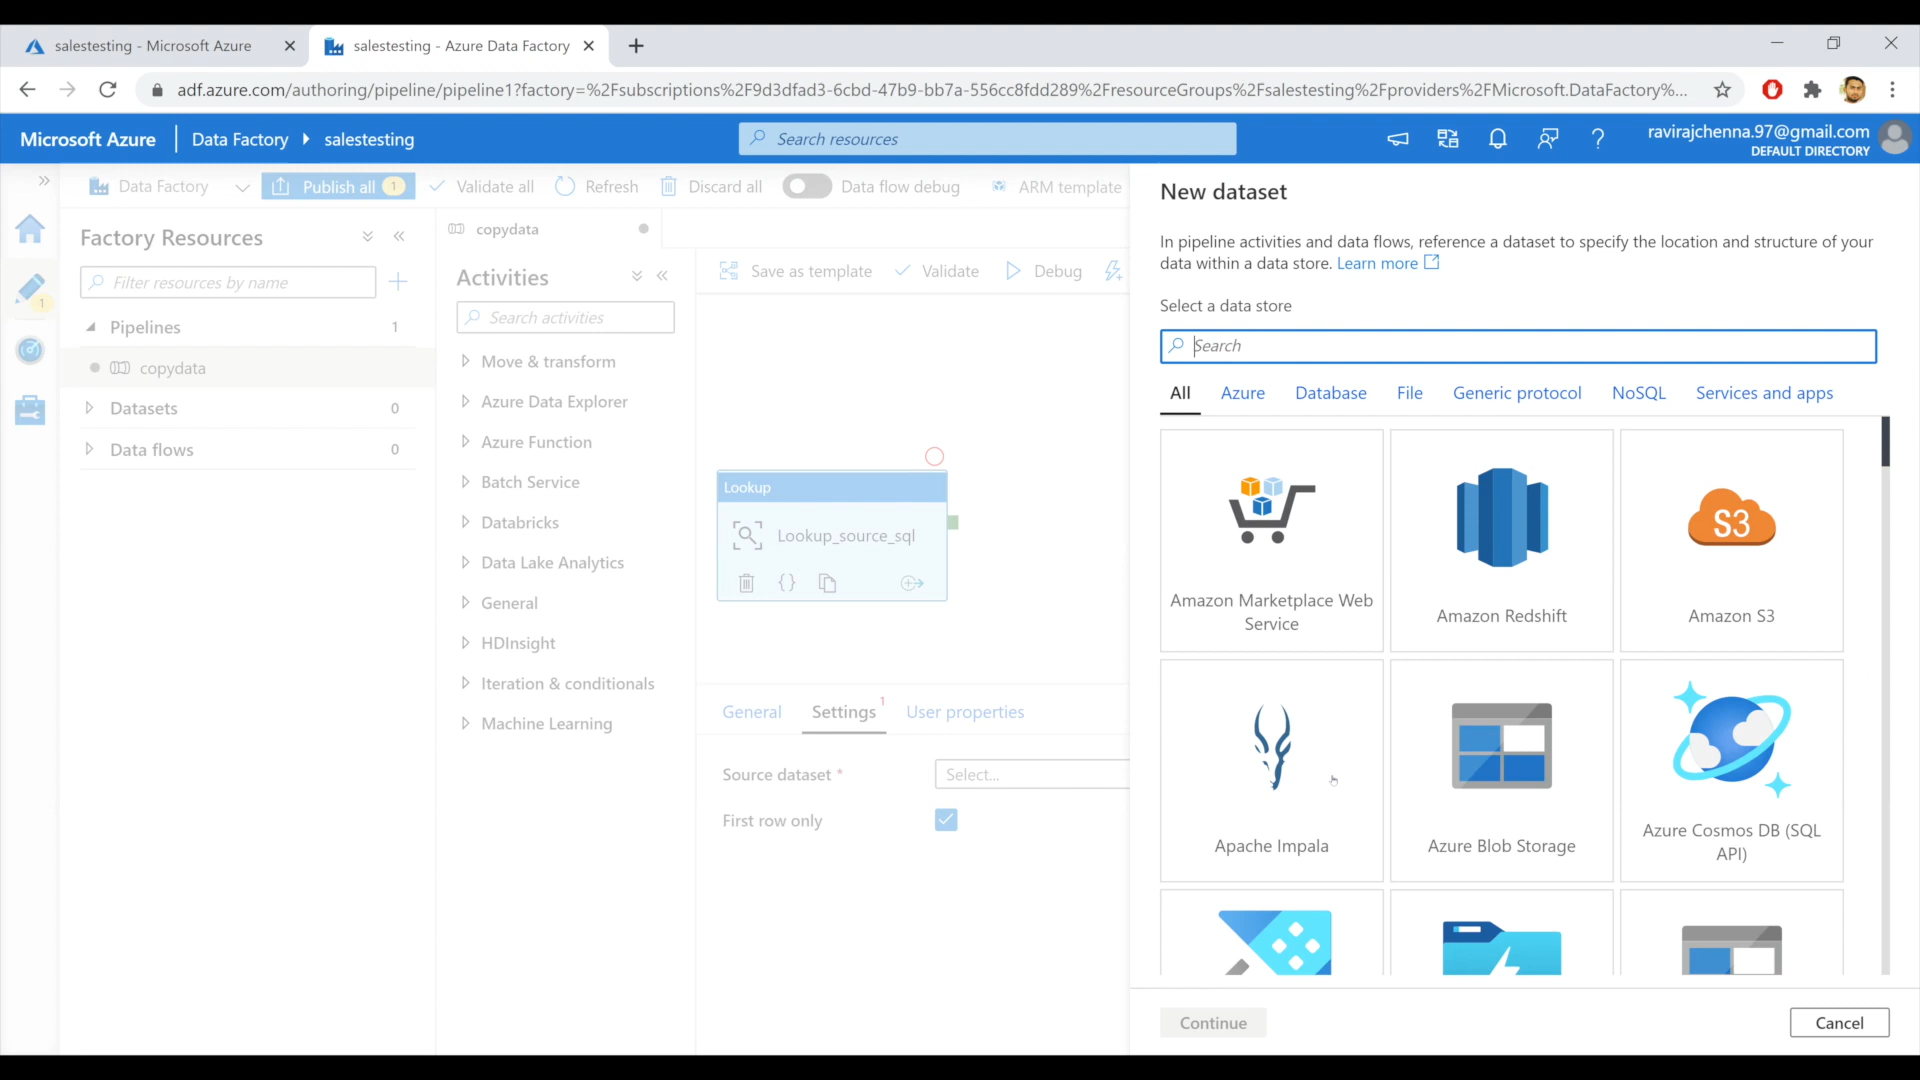 salestesting - Microsoft Azure
salestesting - Azure Data Factory
adf.azure.com/authoring/pipeline/pipeline1?factory=%2Fsubscriptions%2F9d3dfad3-6cbd-47b9-bb7a-556cc8fdd289%2FresourceGroups%2Fsalestesting%2Fproviders%2FMicrosoft.DataFactory%...
Microsoft Azure
Data Factory
salestesting
Search resources
ravirajchenna.97@gmail.com
DEFAULT DIRECTORY
Data Factory
Publish all 1
Validate all
Refresh
Discard all
Data flow debug
ARM template
Factory Resources
Filter resources by name
1
Pipelines 1
copydata
Datasets 0
Data flows 0
copydata
Activities
Search activities
Move & transform
Azure Data Explorer
Azure Function
Batch Service
Databricks
Data Lake Analytics
General
HDInsight
Iteration & conditionals
Machine Learning
Save as template
Validate
Debug
Lookup
Lookup_source_sql
General
Settings 1
User properties
Source dataset *
Select...
First row only
New dataset
In pipeline activities and data flows, reference a dataset to specify the location and structure of your
data within a data store. Learn more
Select a data store
Search
All
Azure
Database
File
Generic protocol
NoSQL
Services and apps
Amazon Marketplace Web
Service
Amazon Redshift
S3
Amazon S3
Apache Impala
Azure Blob Storage
Azure Cosmos DB (SQL
API)
Continue
Cancel